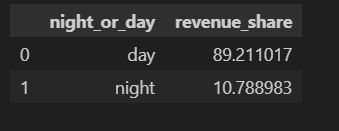 night_or_day revenue_share
0 day 89.211017
1 night 10.788983